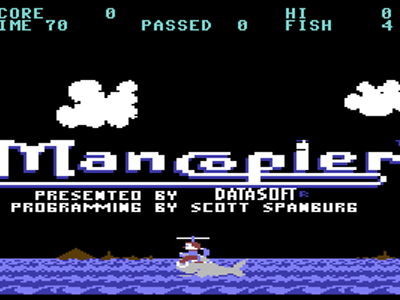 CORE 0 HI 0
IME 70 PASSED 0 FISH 4
Mancopter
PRESENTED BY DATASOFT®
PROGRAMMING BY SCOTT SPANBURG